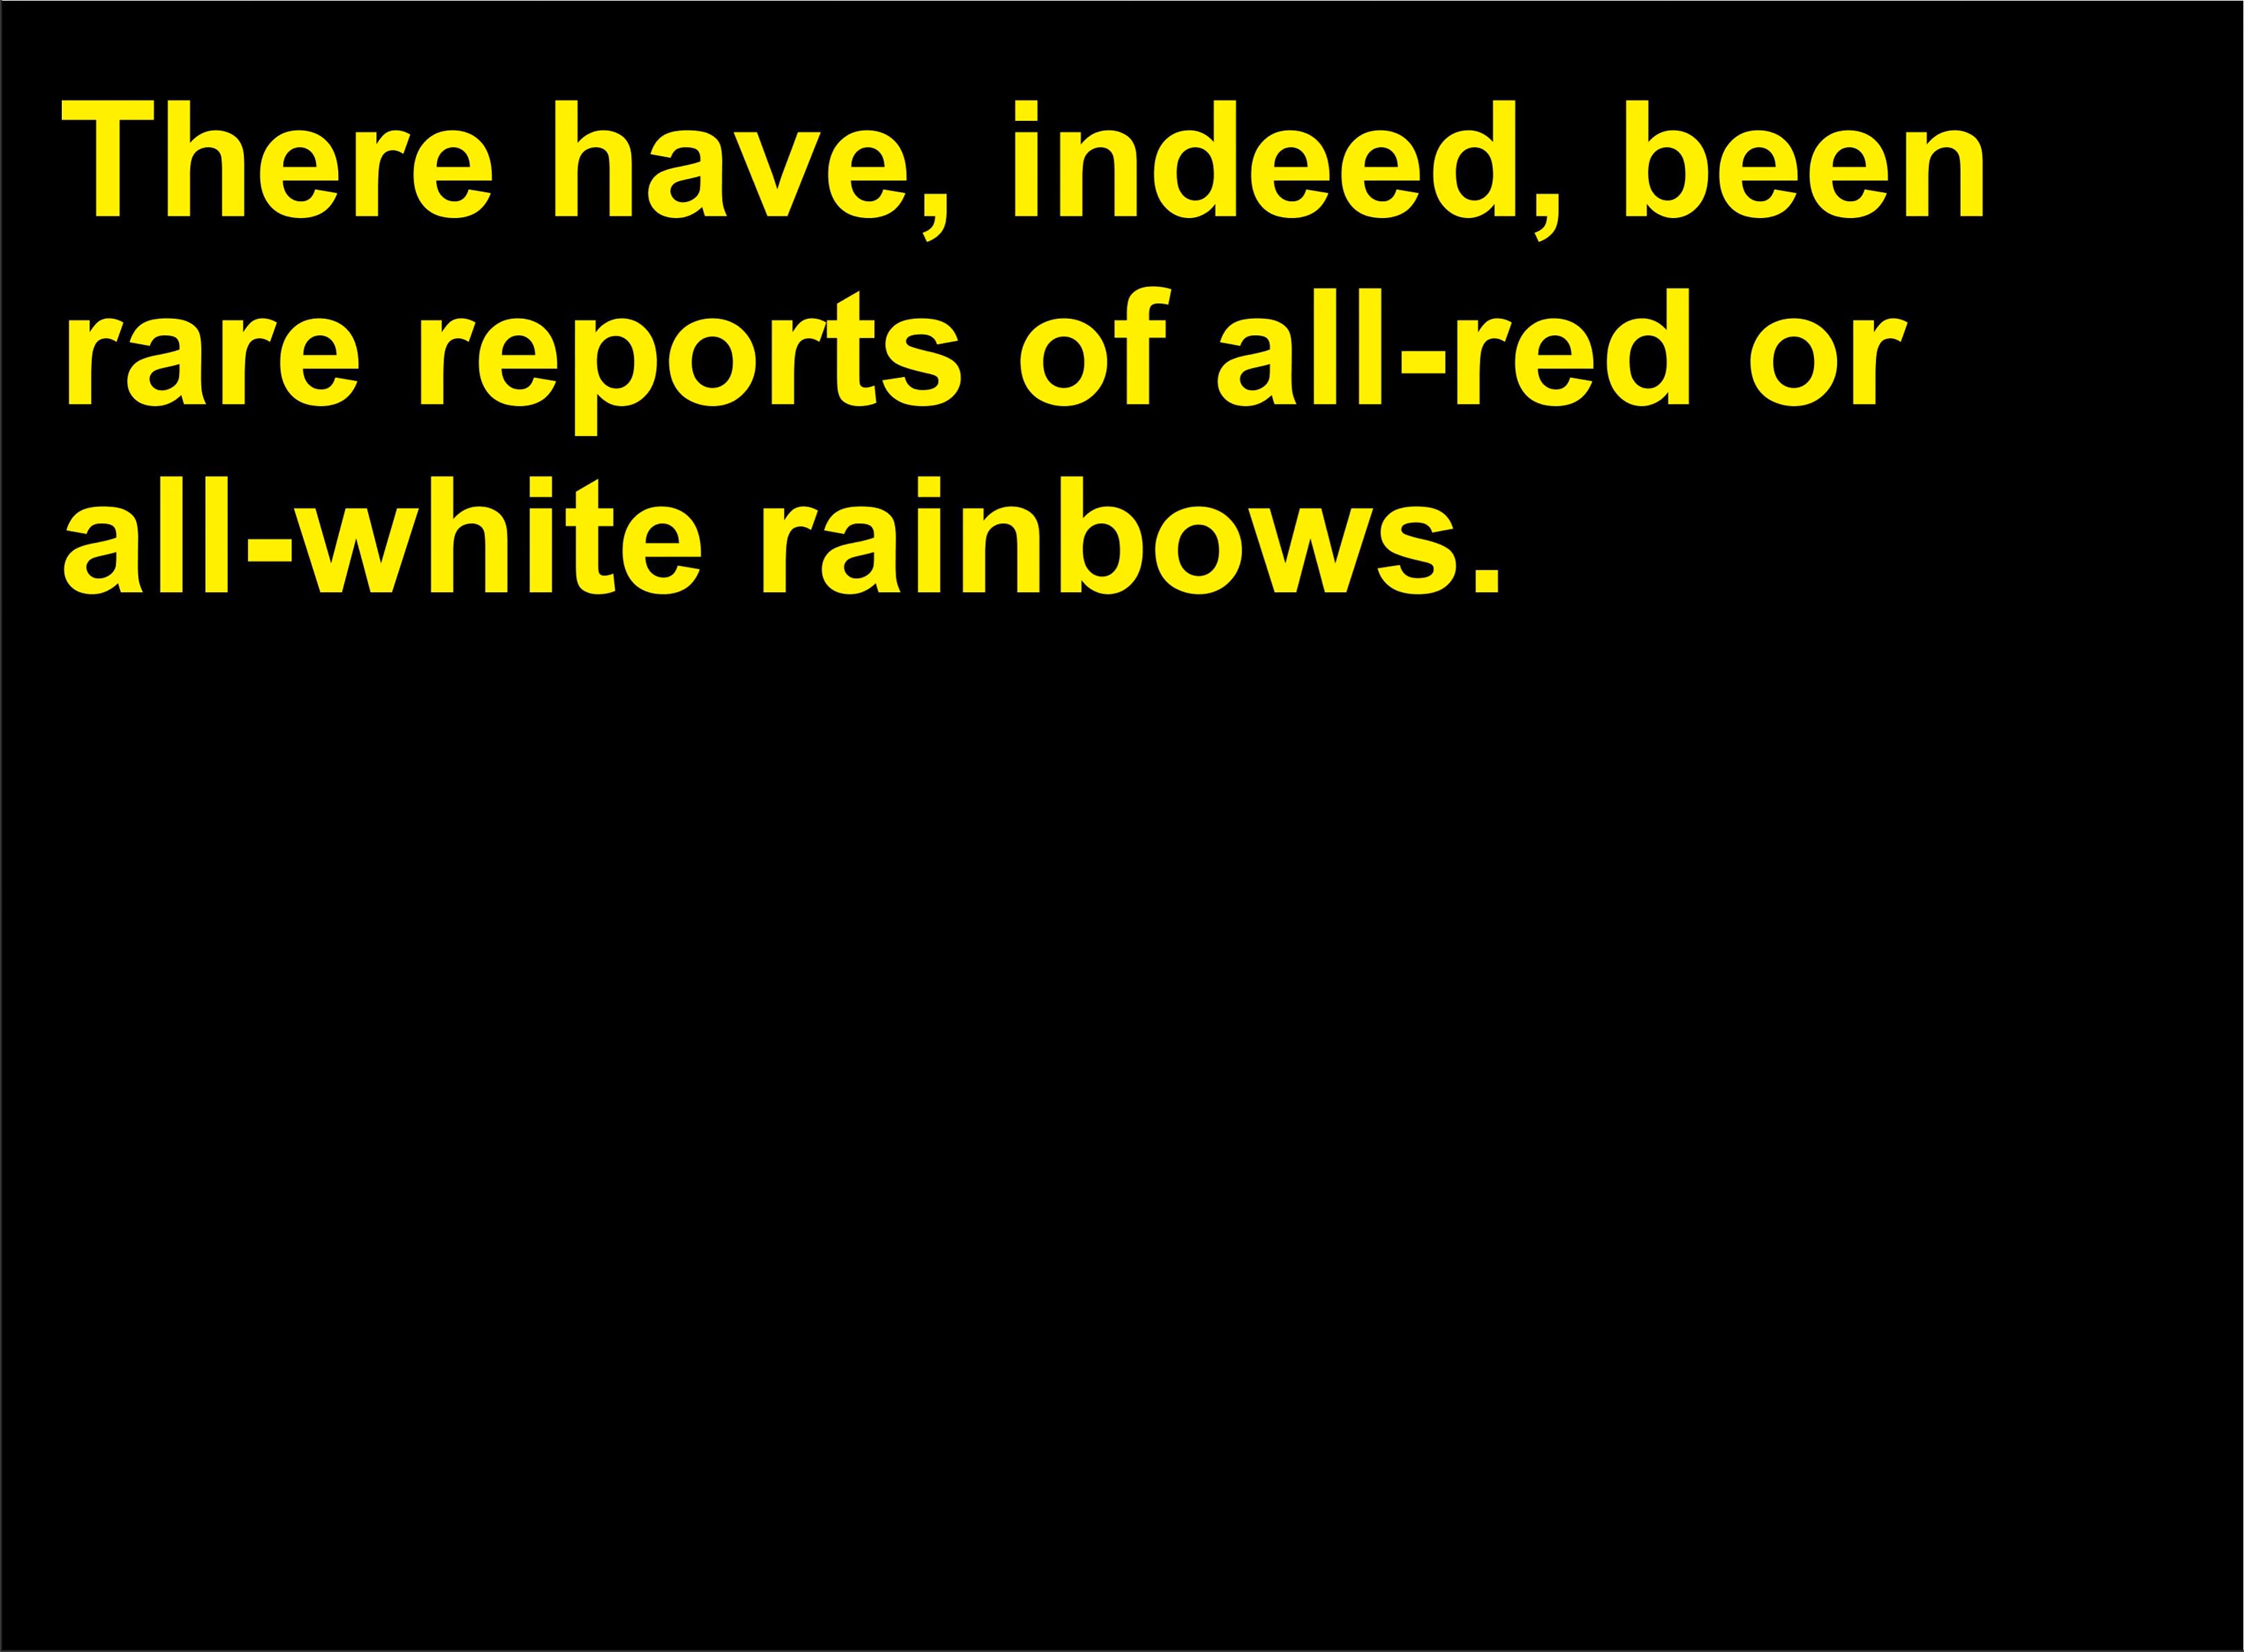 There have, indeed, been
rare reports of all-red or
all-white rainbows.